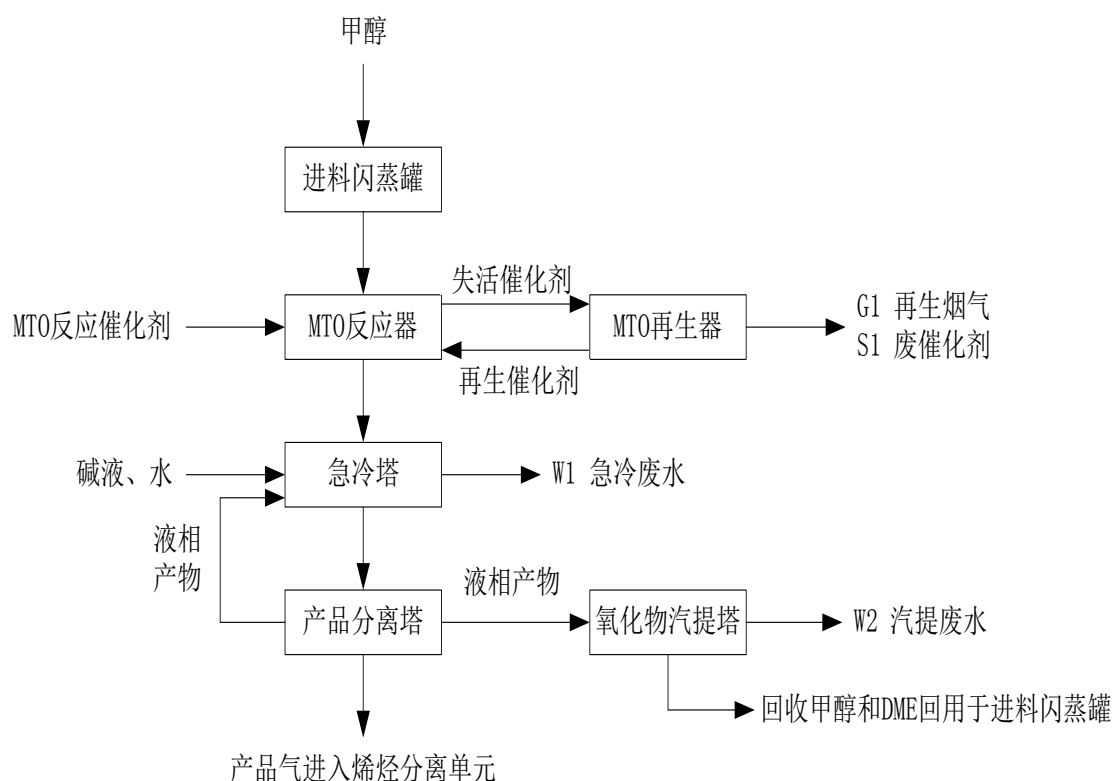 甲醇
进料闪蒸罐
失活催化剂
MTO反应催化剂
MTO反应器
MTO再生器
G1 再生烟气
S1 废催化剂
再生催化剂
碱液、水
急冷塔
W1 急冷废水
液相
产物
液相产物
产品分离塔
氧化物汽提塔
W2 汽提废水
回收甲醇和DME回用于进料闪蒸罐
产品气进入烯烃分离单元